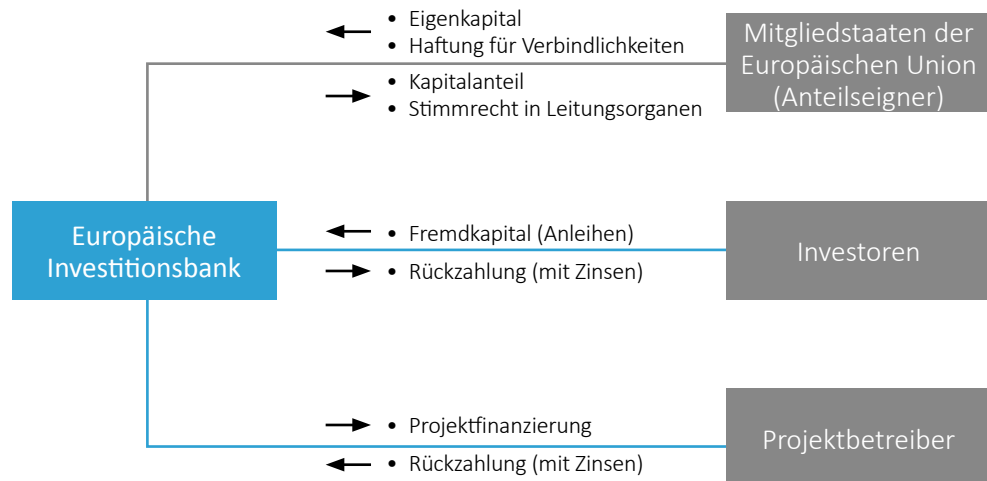 • Eigenkapital
• Haftung für Verbindlichkeiten
• Kapitalanteil
• Stimmrecht in Leitungsorganen
Mitgliedstaaten der
Europäischen Union
(Anteilseigner)
Europäische
Investitionsbank
• Fremdkapital (Anleihen)
• Rückzahlung (mit Zinsen)
Investoren
• Projektfinanzierung
• Rückzahlung (mit Zinsen)
Projektbetreiber